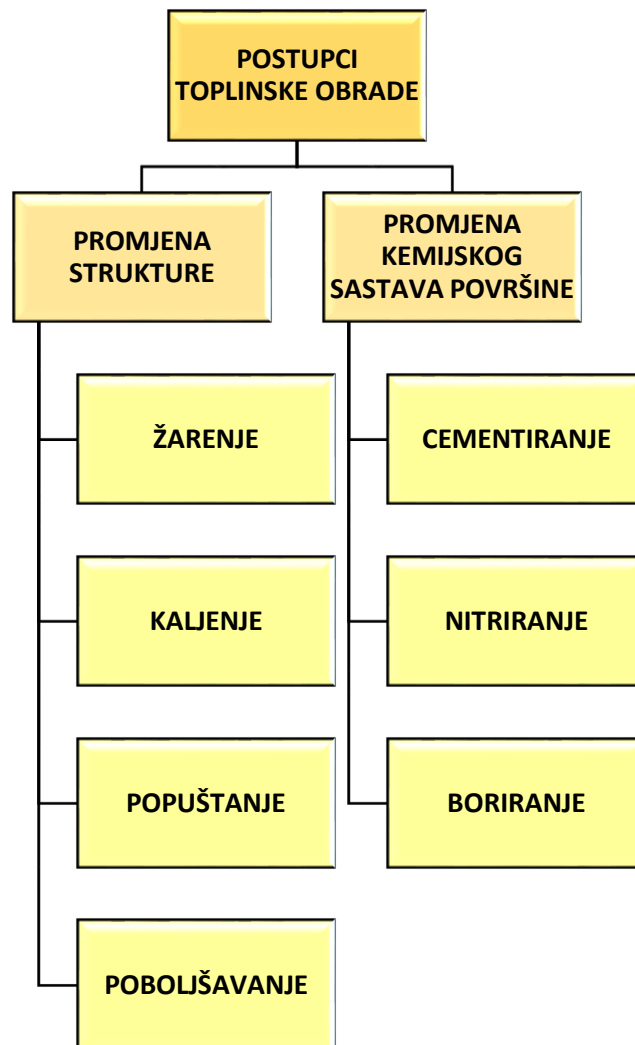 POSTUPCI
TOPLINSKE OBRADE
PROMJENA
STRUKTURE
ŽARENJE
KALJENJE
POPUŠTANJE
POBOLJŠAVANJE
PROMJENA
KEMIJSKOG
SASTAVA POVRŠINE
CEMENTIRANJE
NITRIRANJE
BORIRANJE